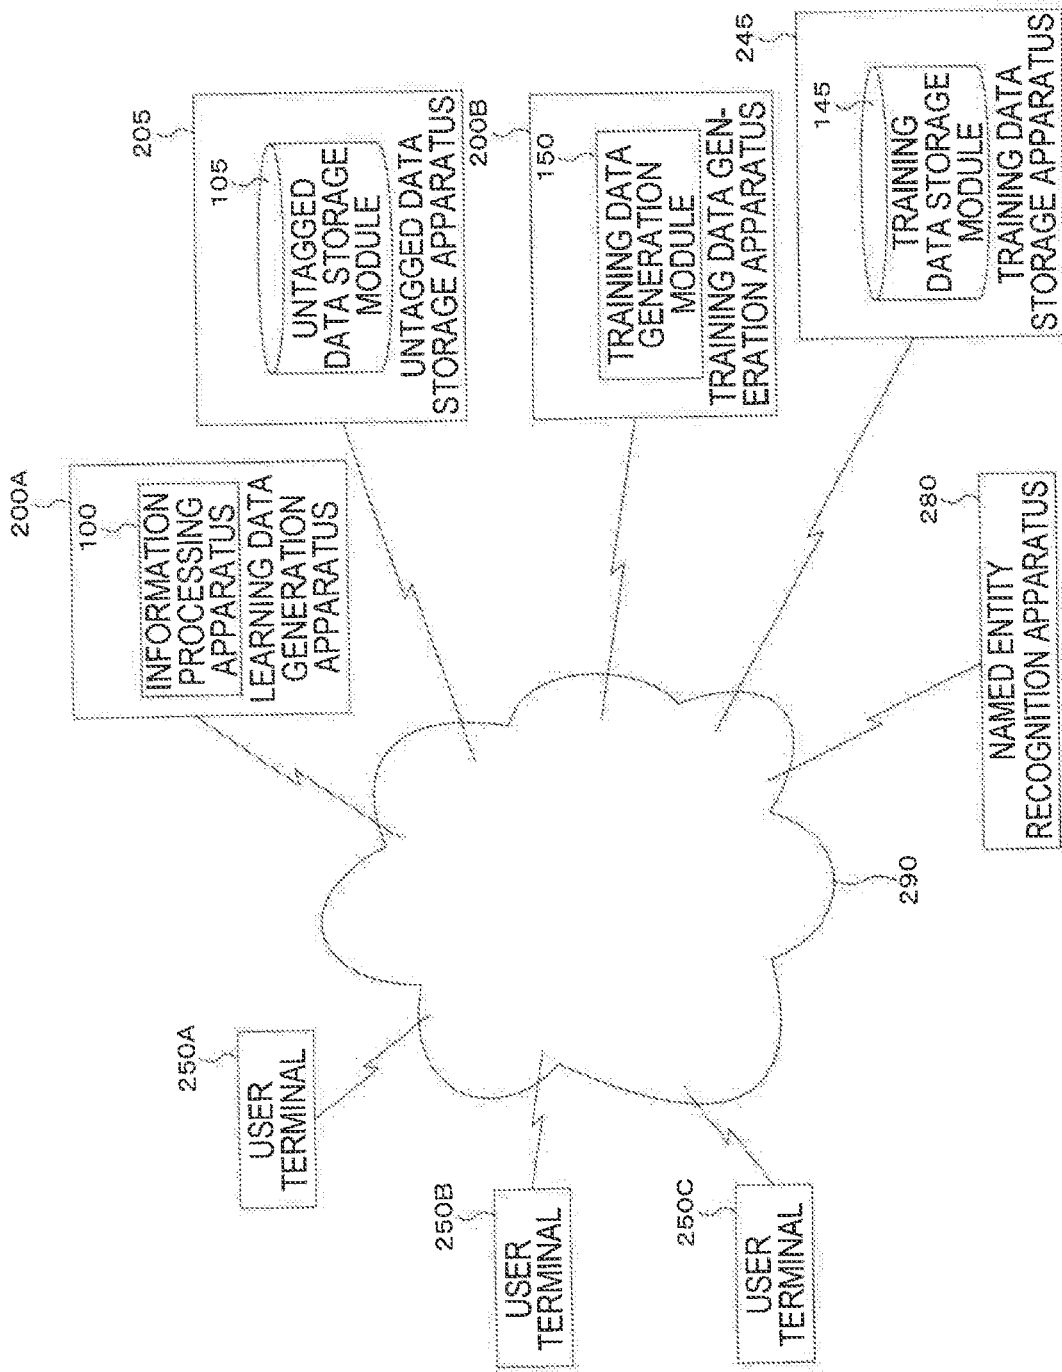 200A
100
INFORMATION
PROCESSING
APPARATUS
LEARNING DATA
GENERATION
APPARATUS
205
105
UNTAGGED
DATA STORAGE
MODULE
UNTAGGED DATA
STORAGE APPARATUS
200B
150
TRAINING DATA
GENERATION
MODULE
TRAINING DATA GEN-
ERATION APPARATUS
245
145
TRAINING
DATA STORAGE
MODULE
TRAINING DATA
STORAGE APPARATUS
250A
USER
TERMINAL
250B
USER
TERMINAL
250C
USER
TERMINAL
290
280
NAMED ENTITY
RECOGNITION APPARATUS